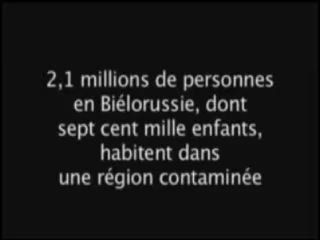 2,1 millions de personnes
en Biélorussie, dont
sept cent mille enfants,
habitent dans
une région contaminée